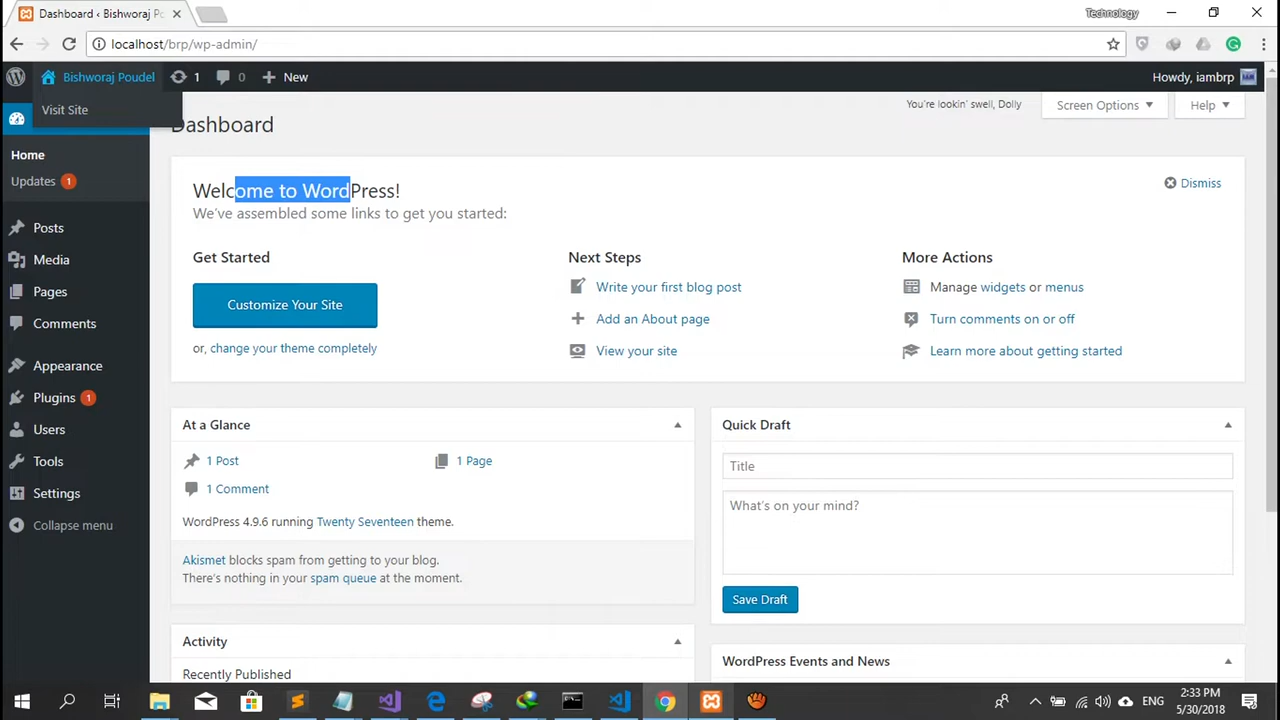 Dashboard ‹ Bishworaj Po
Technology
localhost/brp/wp-admin/
Bishworaj Poudel 1 0 New
Howdy, iambrp
Visit Site
You're lookin' swell, Dolly
Screen Options
Help
Dashboard
Home
Updates 1
Posts
Media
Pages
Comments
Appearance
Plugins 1
Users
Tools
Settings
Collapse menu
Welcome to WordPress!
Dismiss
We've assembled some links to get you started:
Get Started
Customize Your Site
or, change your theme completely
Next Steps
Write your first blog post
Add an About page
View your site
More Actions
Manage widgets or menus
Turn comments on or off
Learn more about getting started
At a Glance
1 Post
1 Page
1 Comment
WordPress 4.9.6 running Twenty Seventeen theme.
Akismet blocks spam from getting to your blog.
There's nothing in your spam queue at the moment.
Activity
Recently Published
Quick Draft
Title
What's on your mind?
Save Draft
WordPress Events and News
ENG
2:33 PM
5/30/2018